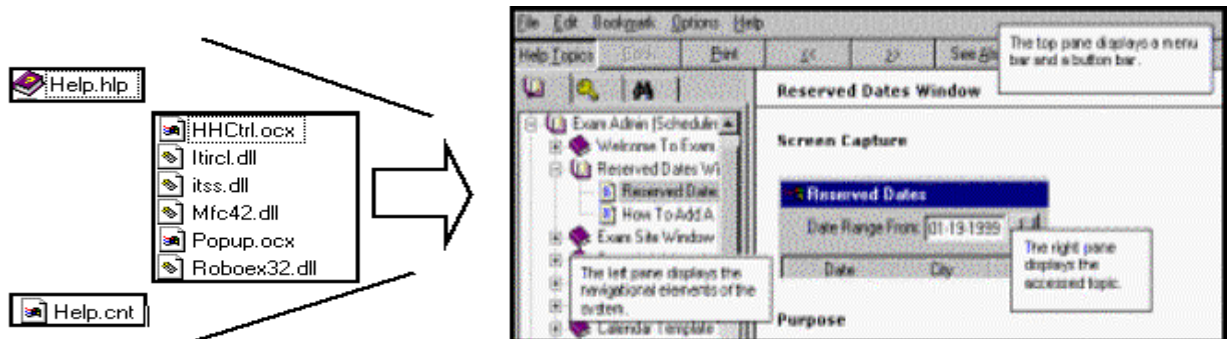 Help.hlp
HHCtrl.ocx
Itircl.dll
itss.dll
Mfc42.dll
Popup.ocx
Roboex32.dll
Help.cnt
File Edit Bookmark Options Help
Help Topics Back Print << >> See Als
The top pane displays a menu
bar and a button bar.
Exam Admin (Schedulin
Welcome To Exam
Reserved Dates Wi
Reserved Date
How To Add A
Exam Site Window
The left pane displays the
navigational elements of the
system.
Calendar Template
Reserved Dates Window
Screen Capture
Reserved Dates
Date Range From: 01-19-1999
Date City
The right pane
displays the
accessed topic.
Purpose